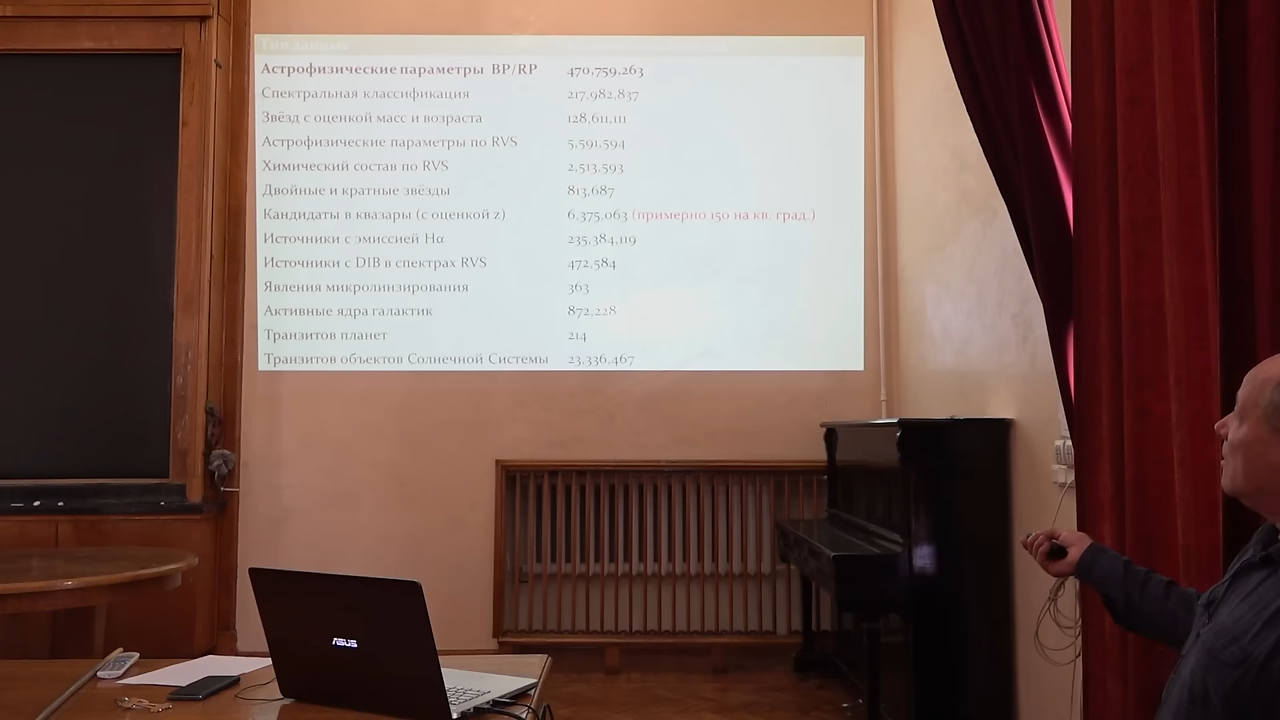 Тип данных
Астрофизические параметры BP/RP 470,759,263
Спектральная классификация 217,982,837
Звёзд с оценкой масс и возраста 128,611,111
Астрофизические параметры по RVS 5,591,594
Химический состав по RVS 2,513,593
Двойные и кратные звёзды 813,687
Кандидаты в квазары (с оценкой z) 6,375,063 (примерно 150 на кв. град.)
Источники с эмиссией Hα 235,384,119
Источники с DIB в спектрах RVS 472,584
Явления микролинзирования 363
Активные ядра галактик 872,228
Транзитов планет 214
Транзитов объектов Солнечной Системы 23,336,467
ASUS